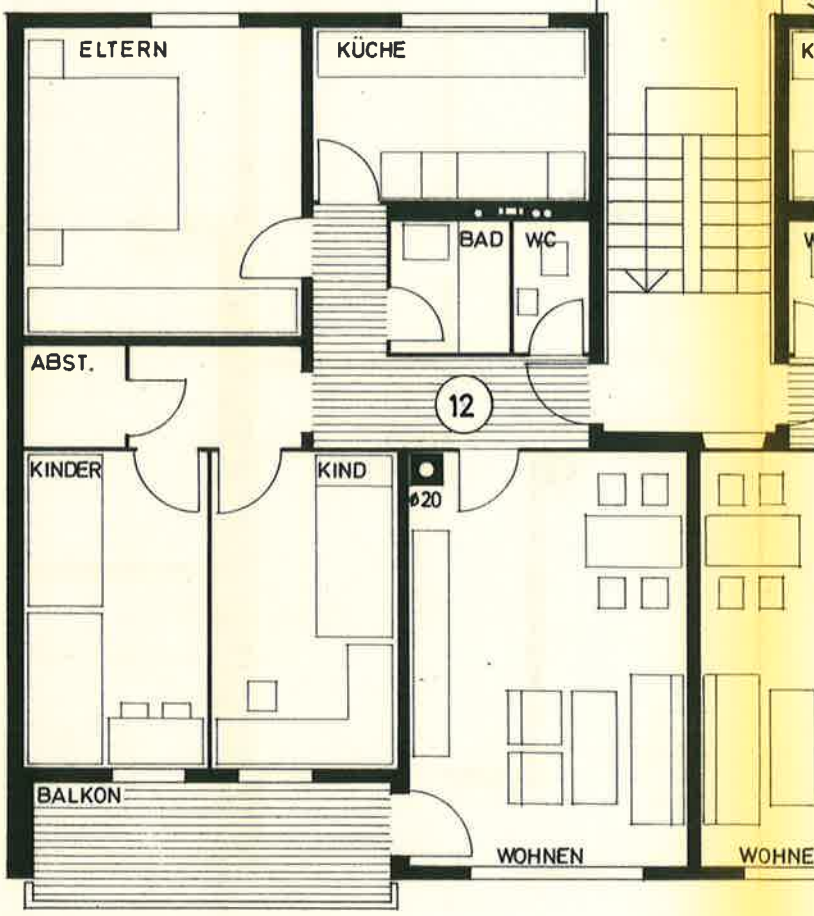 ELTERN
KÜCHE
K
BAD
WC
W
ABST.
12
KINDER
KIND
ø20
BALKON
WOHNEN
WOHNE